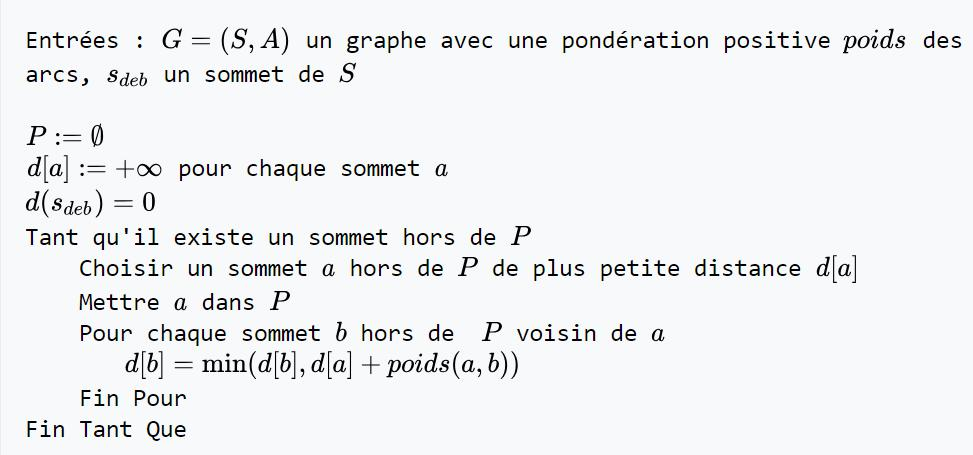 Entrées : G = (S, A) un graphe avec une pondération positive poids des
arcs, s_deb un sommet de S
P := ∅
d[a] := +∞ pour chaque sommet a
d(s_deb) = 0
Tant qu'il existe un sommet hors de P
Choisir un sommet a hors de P de plus petite distance d[a]
Mettre a dans P
Pour chaque sommet b hors de P voisin de a
d[b] = min(d[b], d[a] + poids(a, b))
Fin Pour
Fin Tant Que